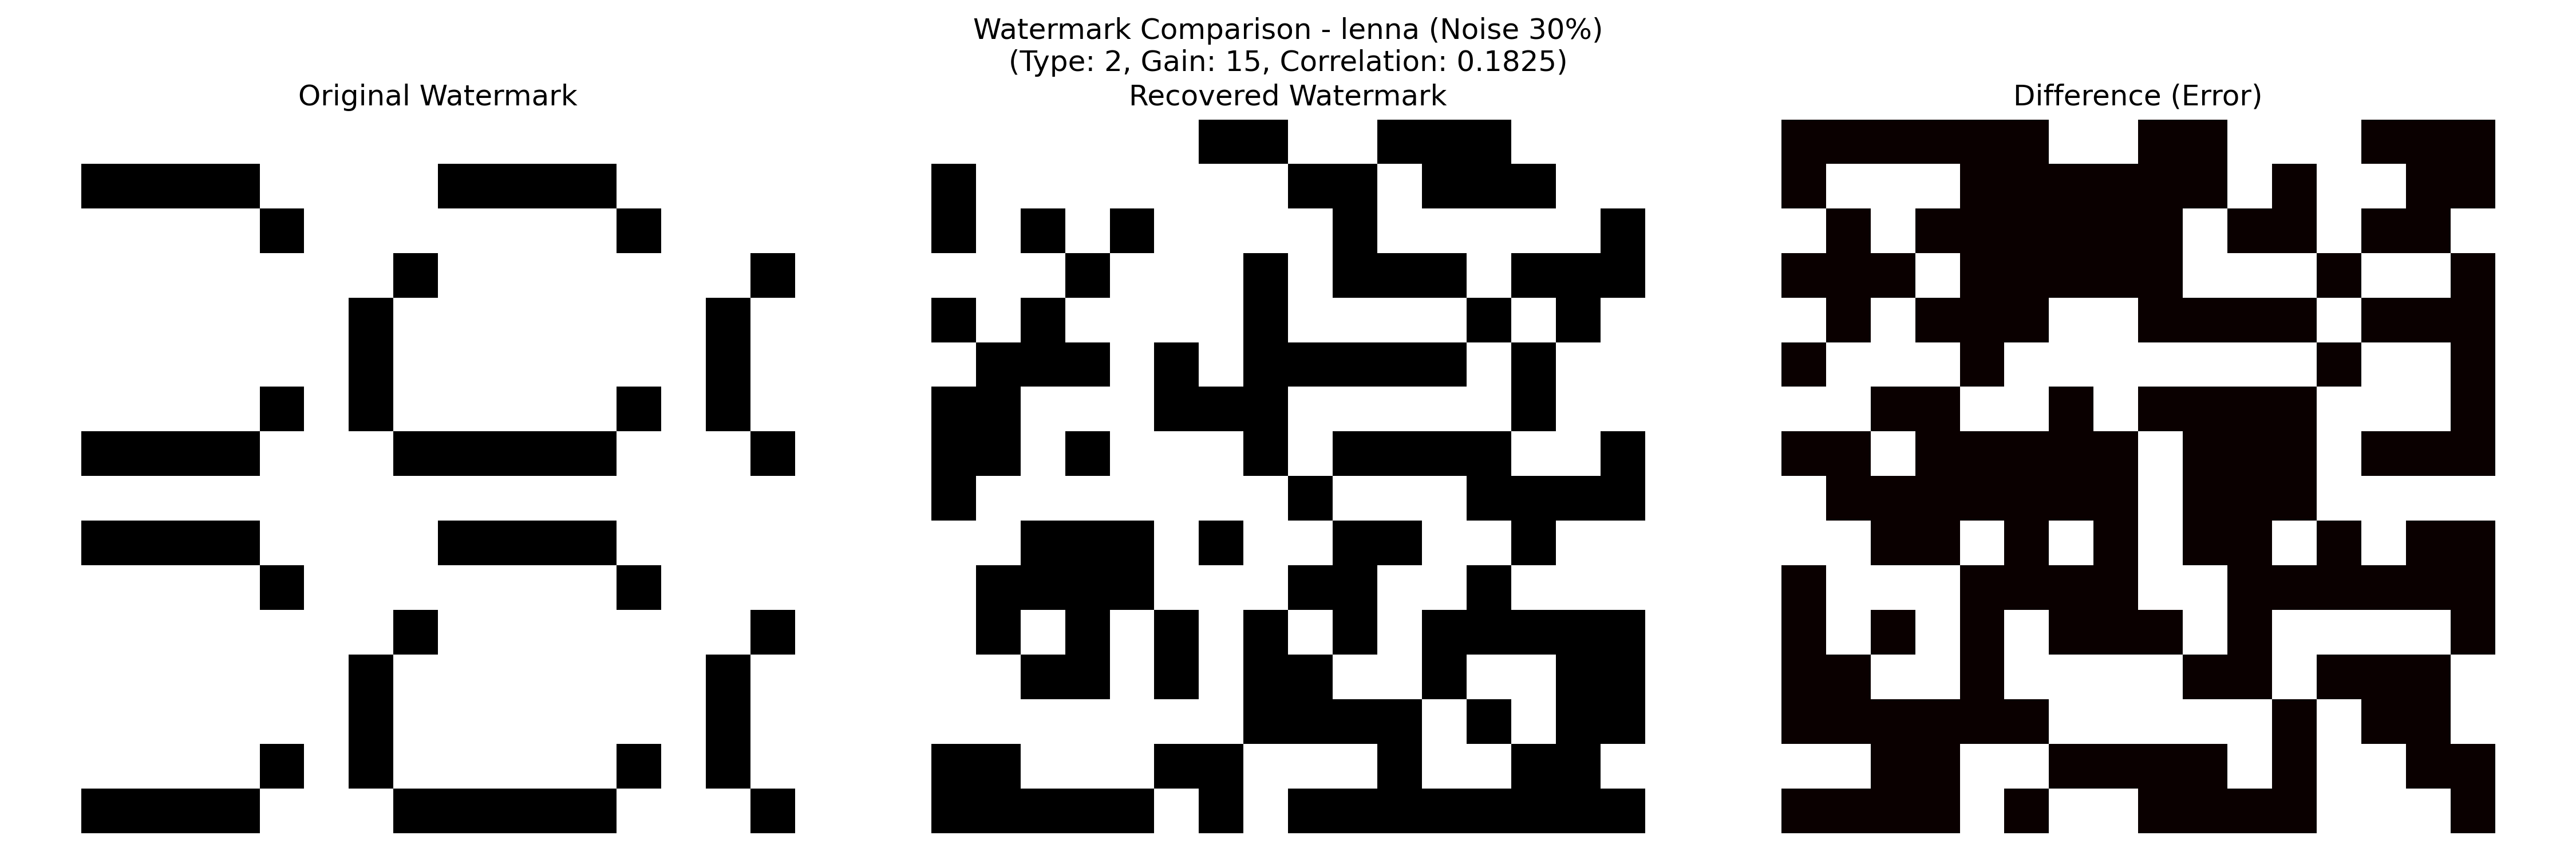 Watermark Comparison - lenna (Noise 30%)
(Type: 2, Gain: 15, Correlation: 0.1825)
Original Watermark
Recovered Watermark
Difference (Error)